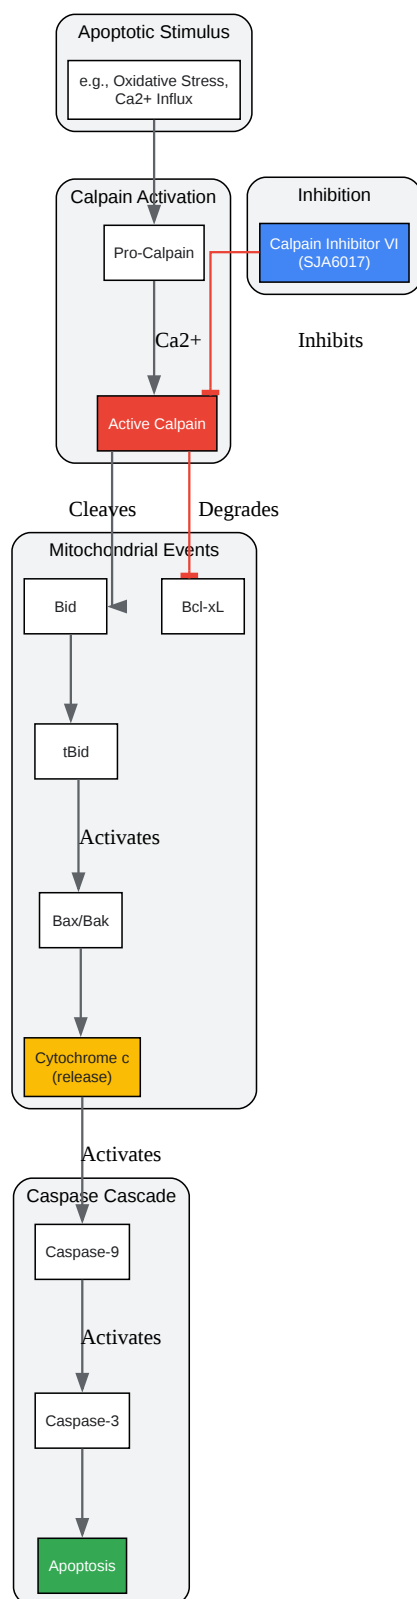 Apoptotic Stimulus
e.g., Oxidative Stress,
Ca2+ Influx
Calpain Activation
Inhibition
Pro-Calpain
Calpain Inhibitor VI
(SJA6017)
Ca2+
Inhibits
Active Calpain
Cleaves
Degrades
Mitochondrial Events
Bid
Bcl-xL
tBid
Activates
Bax/Bak
Cytochrome c
(release)
Activates
Caspase Cascade
Caspase-9
Activates
Caspase-3
Apoptosis